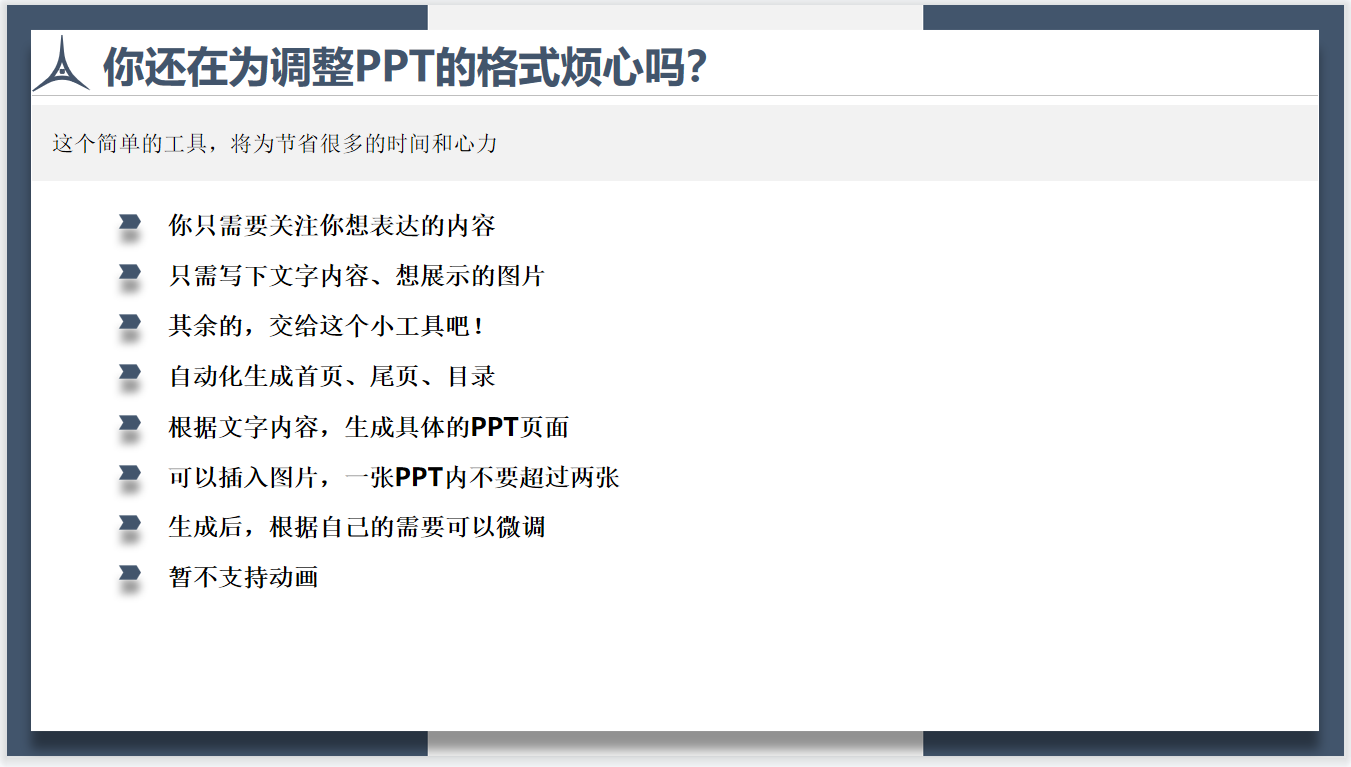 你还在为调整PPT的格式烦心吗？
这个简单的工具，将为节省很多的时间和心力
你只需要关注你想表达的内容
只需写下文字内容、想展示的图片
其余的，交给这个小工具吧！
自动化生成首页、尾页、目录
根据文字内容，生成具体的PPT页面
可以插入图片，一张PPT内不要超过两张
生成后，根据自己的需要可以微调
暂不支持动画